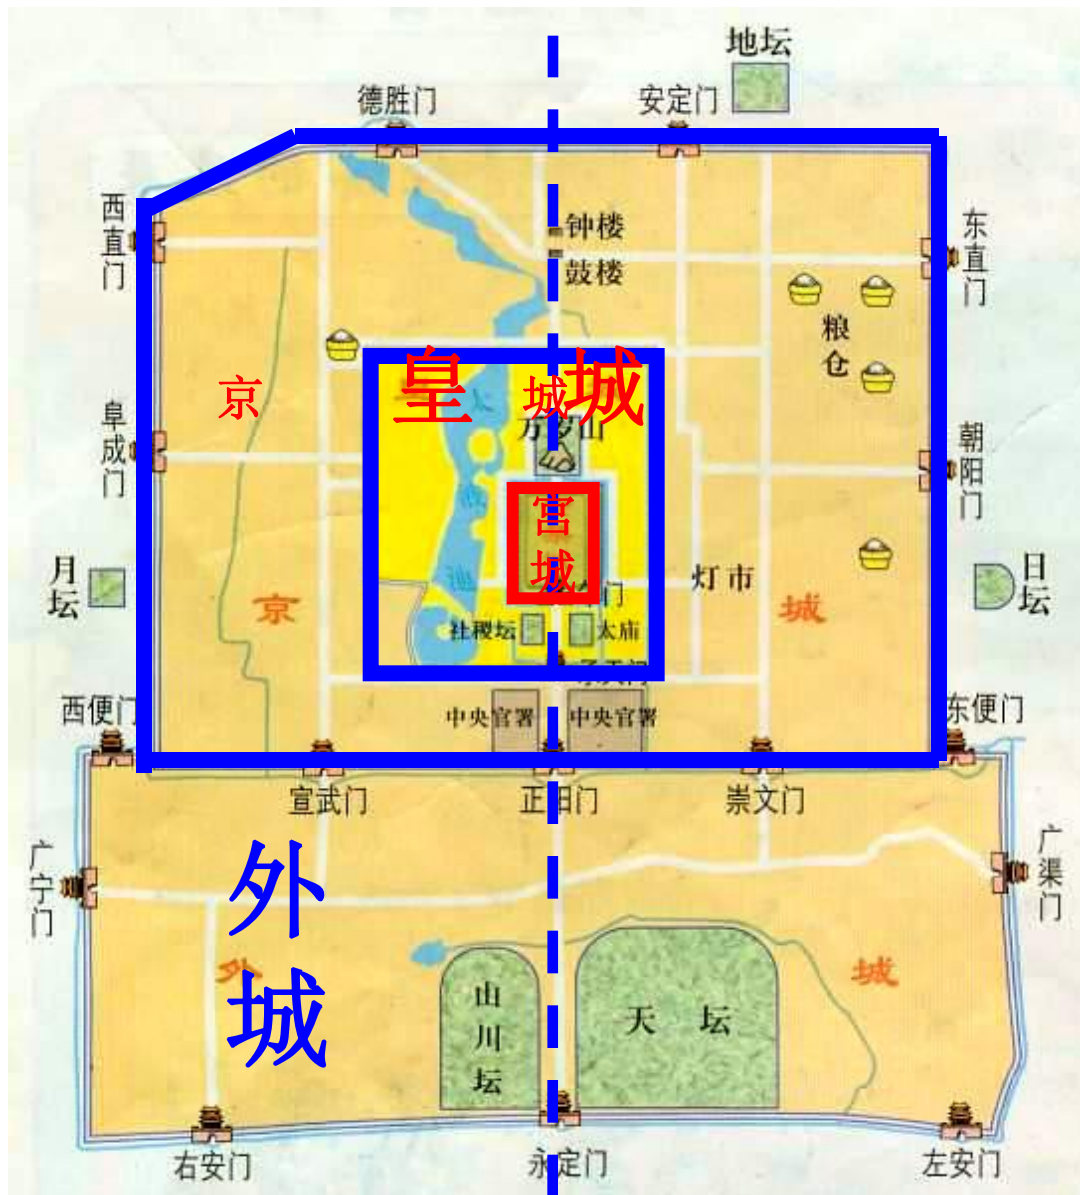 地坛
德胜门
安定门
西直门
东直门
钟楼
鼓楼
粮仓
皇城
京
城
万岁山
阜成门
朝阳门
宫城
月坛
日坛
灯市
京
城
社稷坛
太庙
承天门
中央官署
中央官署
西便门
东便门
宣武门
正阳门
崇文门
广宁门
广渠门
外城
外
城
山川坛
天坛
右安门
永定门
左安门